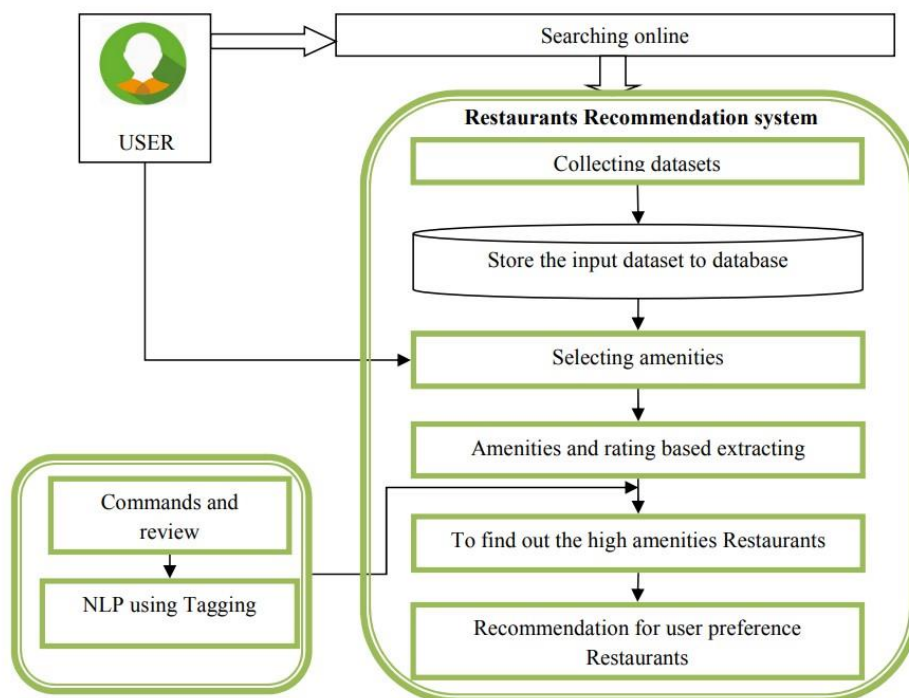 USER
Searching online
Restaurants Recommendation system
Collecting datasets
Store the input dataset to database
Selecting amenities
Amenities and rating based extracting
Commands and
review
NLP using Tagging
To find out the high amenities Restaurants
Recommendation for user preference
Restaurants